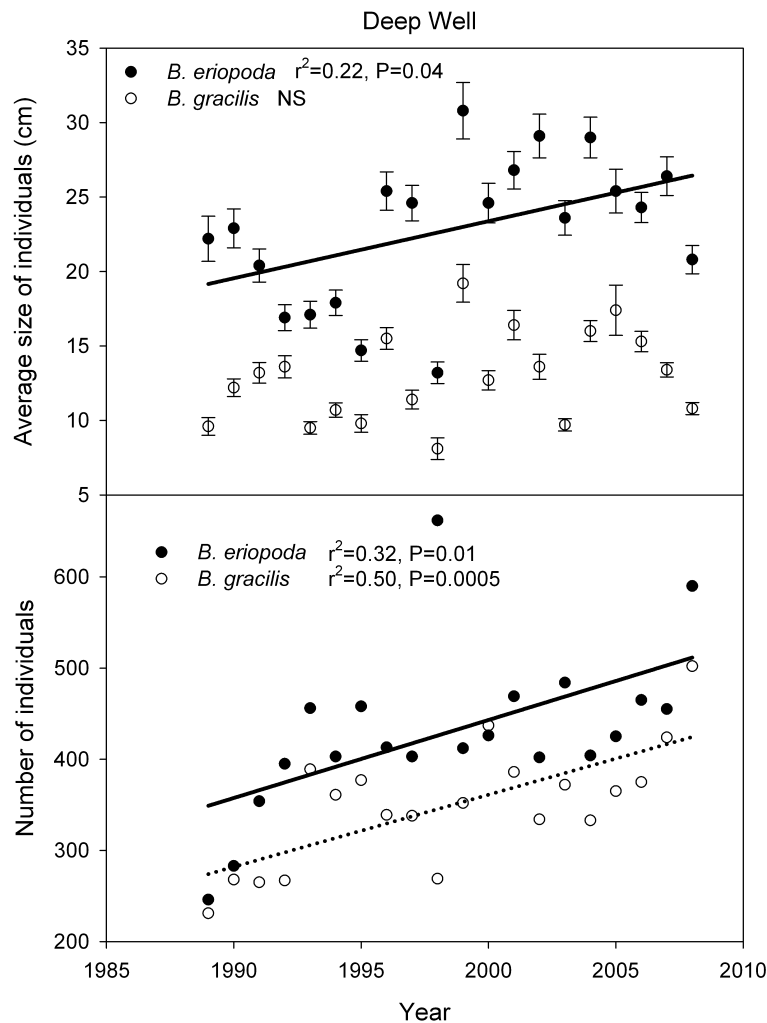 Deep Well
35
30
25
20
15
10
5
Average size of individuals (cm)
B. eriopoda r²=0.22, P=0.04
B. gracilis NS
600
500
400
300
200
Number of individuals
B. eriopoda r²=0.32, P=0.01
B. gracilis r²=0.50, P=0.0005
1985 1990 1995 2000 2005 2010
Year